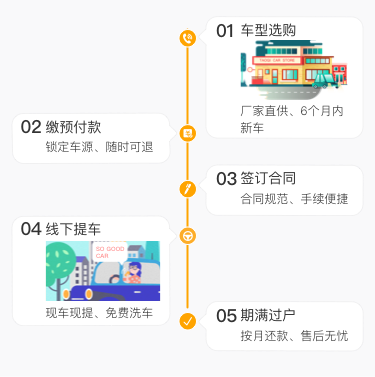 01 车型选购
YOUR CAR STORE
厂家直供、6个月内
新车
02 缴预付款
锁定车源、随时可退
03 签订合同
合同规范、手续便捷
04 线下提车
SO GOOD
CAR
现车现提、免费洗车
05 期满过户
按月还款、售后无忧